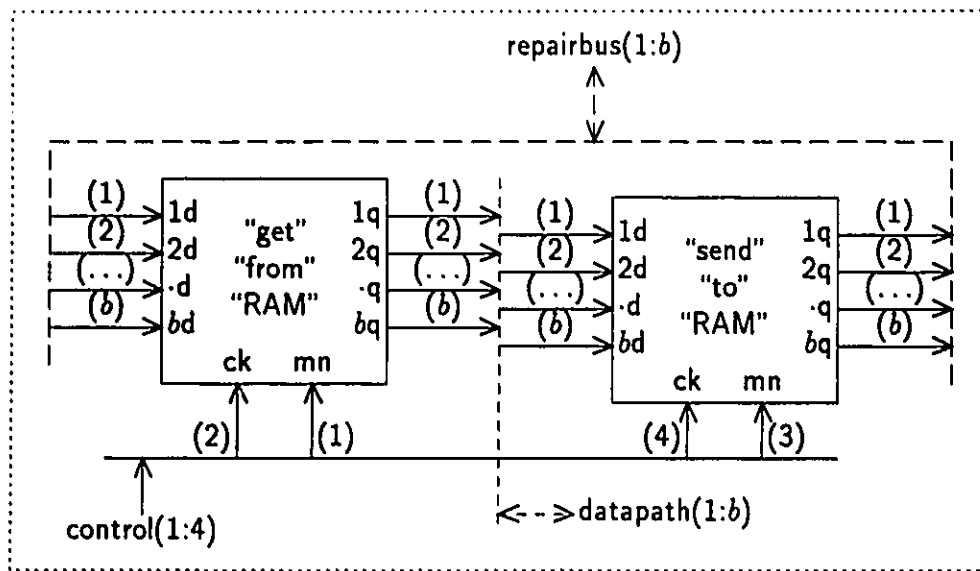 repairbus(1:b)
(1) (1) (1) (1)
1d "get" 1q 1d "send" 1q
(2) (2) (2) (2)
2d "from" 2q 2d "to" 2q
(...) (...) (...) (...)
·d "RAM" ·q ·d "RAM" ·q
(b) (b) (b) (b)
bd bq bd bq
ck mn ck mn
(2) (1) (4) (3)
control(1:4)
datapath(1:b)